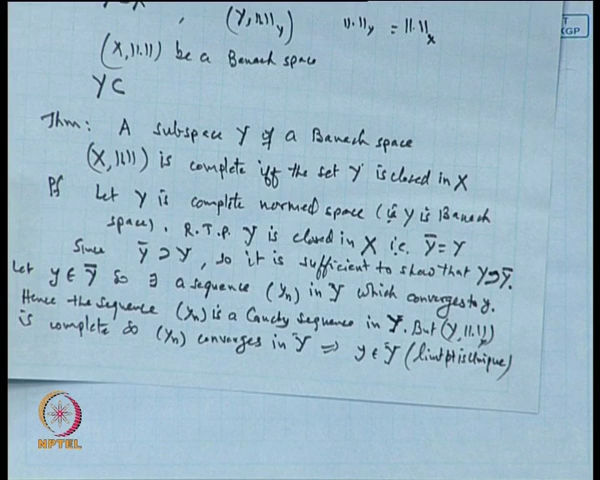 , (Y, ||.||_Y) ||.||_Y = ||.||_X
(X, ||.||) be a Banach space
Y ⊂
Thm: A subspace Y of a Banach space
(X, ||.||) is complete iff the set Y is closed in X
Pf Let Y is complete normed space (ie Y is Banach
space). R.T.P. Y is closed in X i.e. Ȳ = Y
Since Ȳ ⊃ Y, so it is sufficient to show that Y ⊃ Ȳ.
Let y ∈ Ȳ so ∃ a sequence (yn) in Y which converges to y.
Hence the sequence (yn) is a Cauchy sequence in Y. But (Y, ||.||)
is complete so (yn) converges in Y ⇒ y ∈ Y (limit pt is unique)
KGP
NPTEL